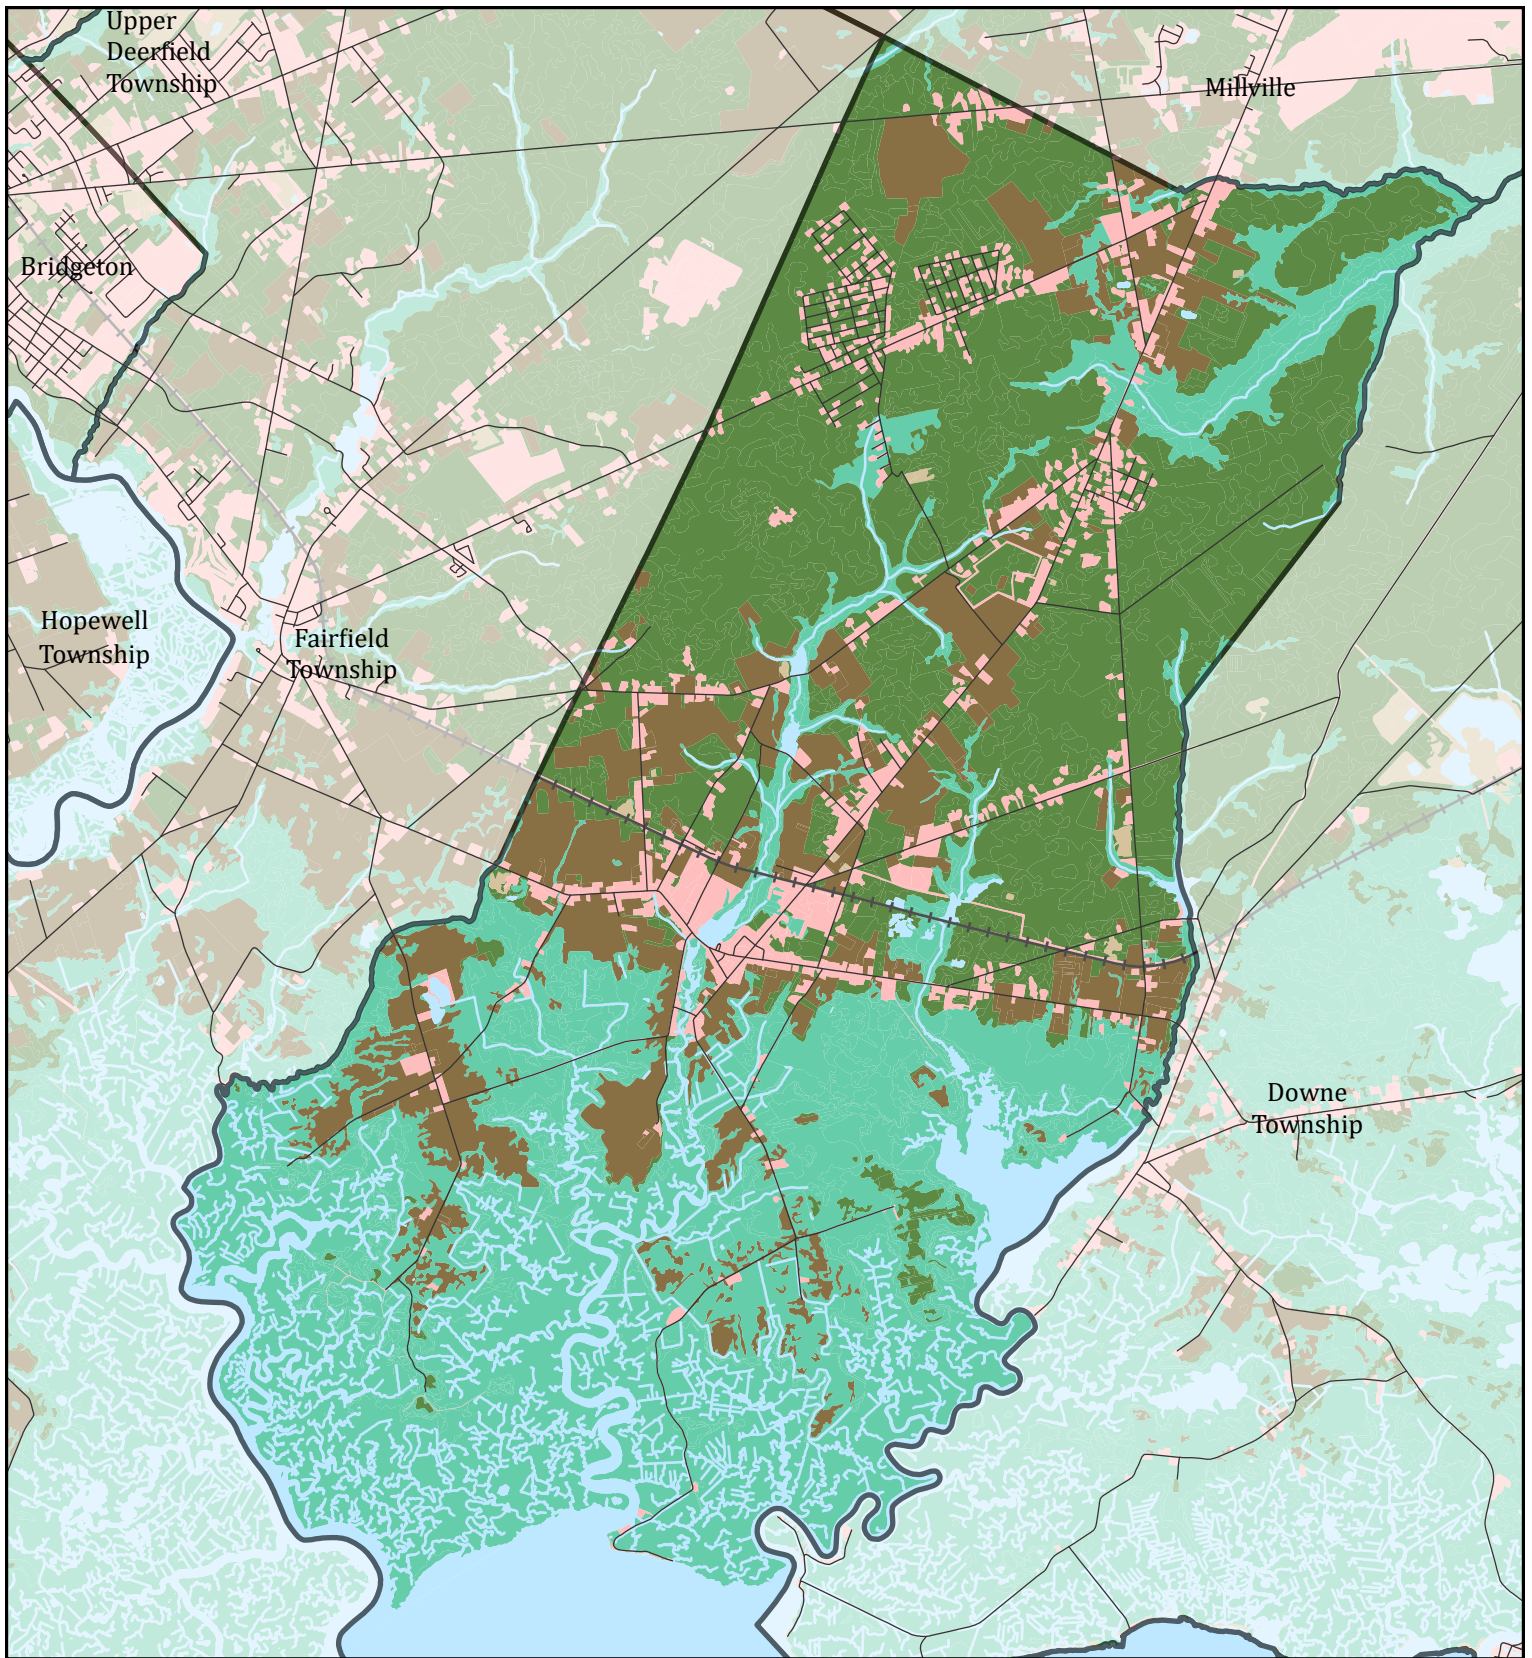 Upper
Deerfield
Township
Millville
Bridgeton
Hopewell
Township
Fairfield
Township
Downe
Township